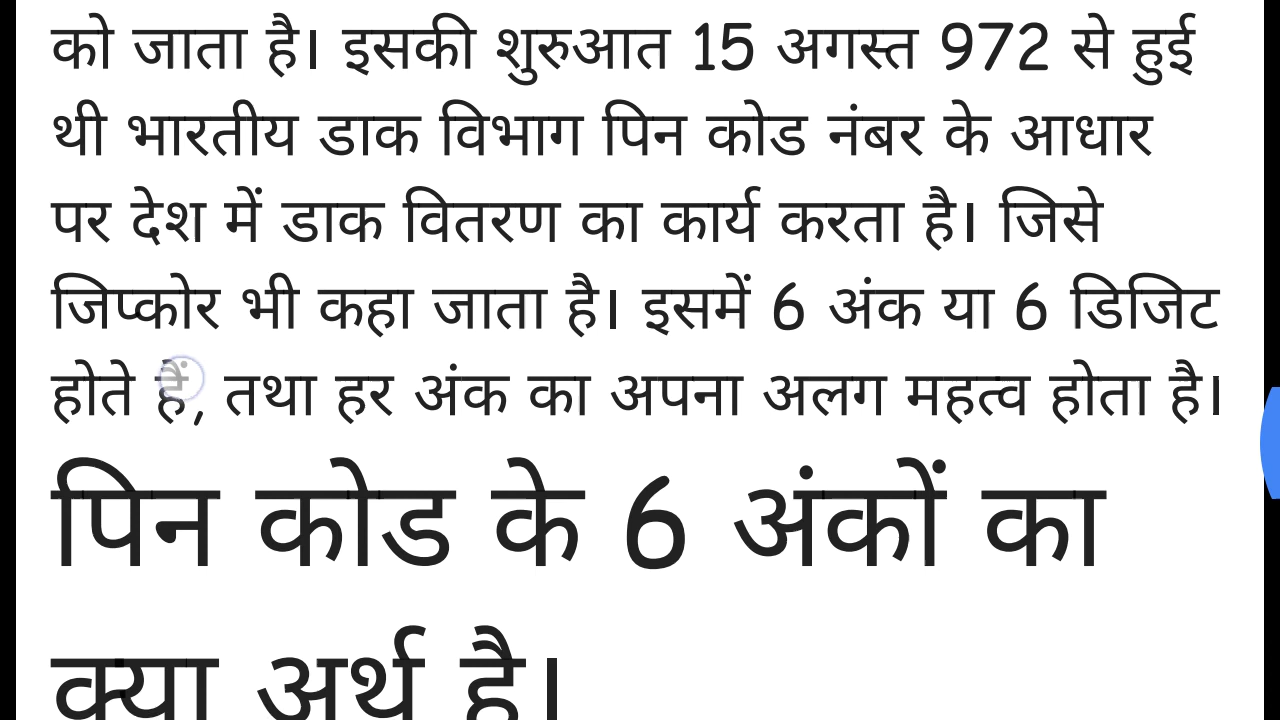 को जाता है। इसकी शुरुआत 15 अगस्त 972 से हुई
थी भारतीय डाक विभाग पिन कोड नंबर के आधार
पर देश में डाक वितरण का कार्य करता है। जिसे
जिप्कोर भी कहा जाता है। इसमें 6 अंक या 6 डिजिट
होते हैं, तथा हर अंक का अपना अलग महत्व होता है।
पिन कोड के 6 अंकों का
क्या अर्थ है।